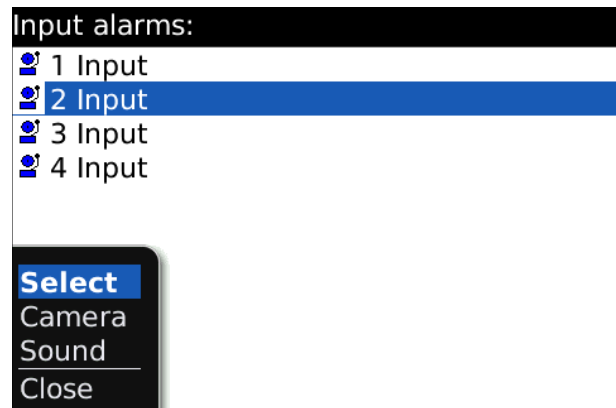 Input alarms:
1 Input
2 Input
3 Input
4 Input
Select
Camera
Sound
Close